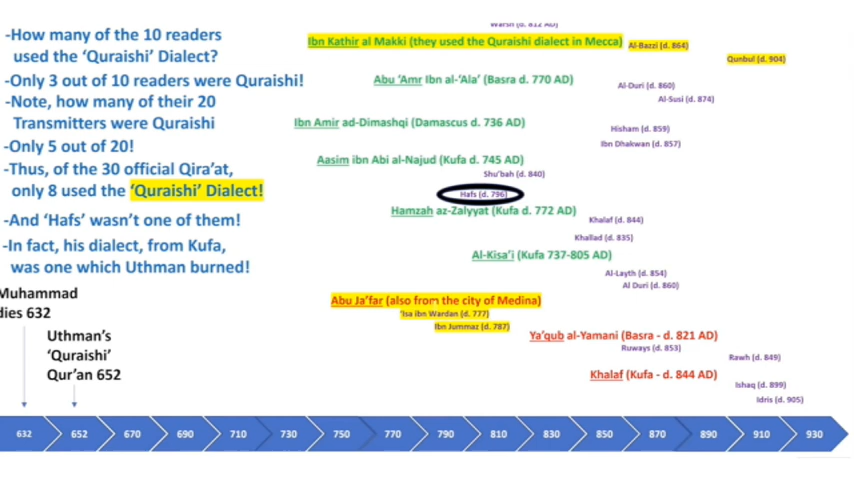 -How many of the 10 readers
used the 'Quraishi' Dialect?
-Only 3 out of 10 readers were Quraishi!
-Note, how many of their 20
Transmitters were Quraishi
-Only 5 out of 20!
-Thus, of the 30 official Qira'at,
only 8 used the 'Quraishi' Dialect!
-And 'Hafs' wasn't one of them!
-In fact, his dialect, from Kufa,
was one which Uthman burned!
Muhammad
dies 632
Uthman's
'Quraishi'
Qur'an 652
Warsh (d. 812 AD)
Ibn Kathir al Makki (they used the Quraishi dialect in Mecca)
Al-Bazzi (d. 864)
Qunbul (d. 904)
Abu 'Amr Ibn al-'Ala' (Basra d. 770 AD)
Al-Duri (d. 860)
Al-Susi (d. 874)
Ibn Amir ad-Dimashqi (Damascus d. 736 AD)
Hisham (d. 859)
Ibn Dhakwan (d. 857)
Aasim ibn Abi al-Najud (Kufa d. 745 AD)
Shu'bah (d. 840)
Hafs (d. 796)
Hamzah az-Zaiyyat (Kufa d. 772 AD)
Khalaf (d. 844)
Khallad (d. 835)
Al-Kisa'i (Kufa 737-805 AD)
Al-Layth (d. 854)
Al Duri (d. 860)
Abu Ja'far (also from the city of Medina)
'Isa ibn Wardan (d. 777)
Ibn Jummaz (d. 787)
Ya'qub al-Yamani (Basra - d. 821 AD)
Ruways (d. 853)
Rawh (d. 849)
Khalaf (Kufa - d. 844 AD)
Ishaq (d. 899)
Idris (d. 905)
632 652 670 690 710 730 750 770 790 810 830 850 870 890 910 930